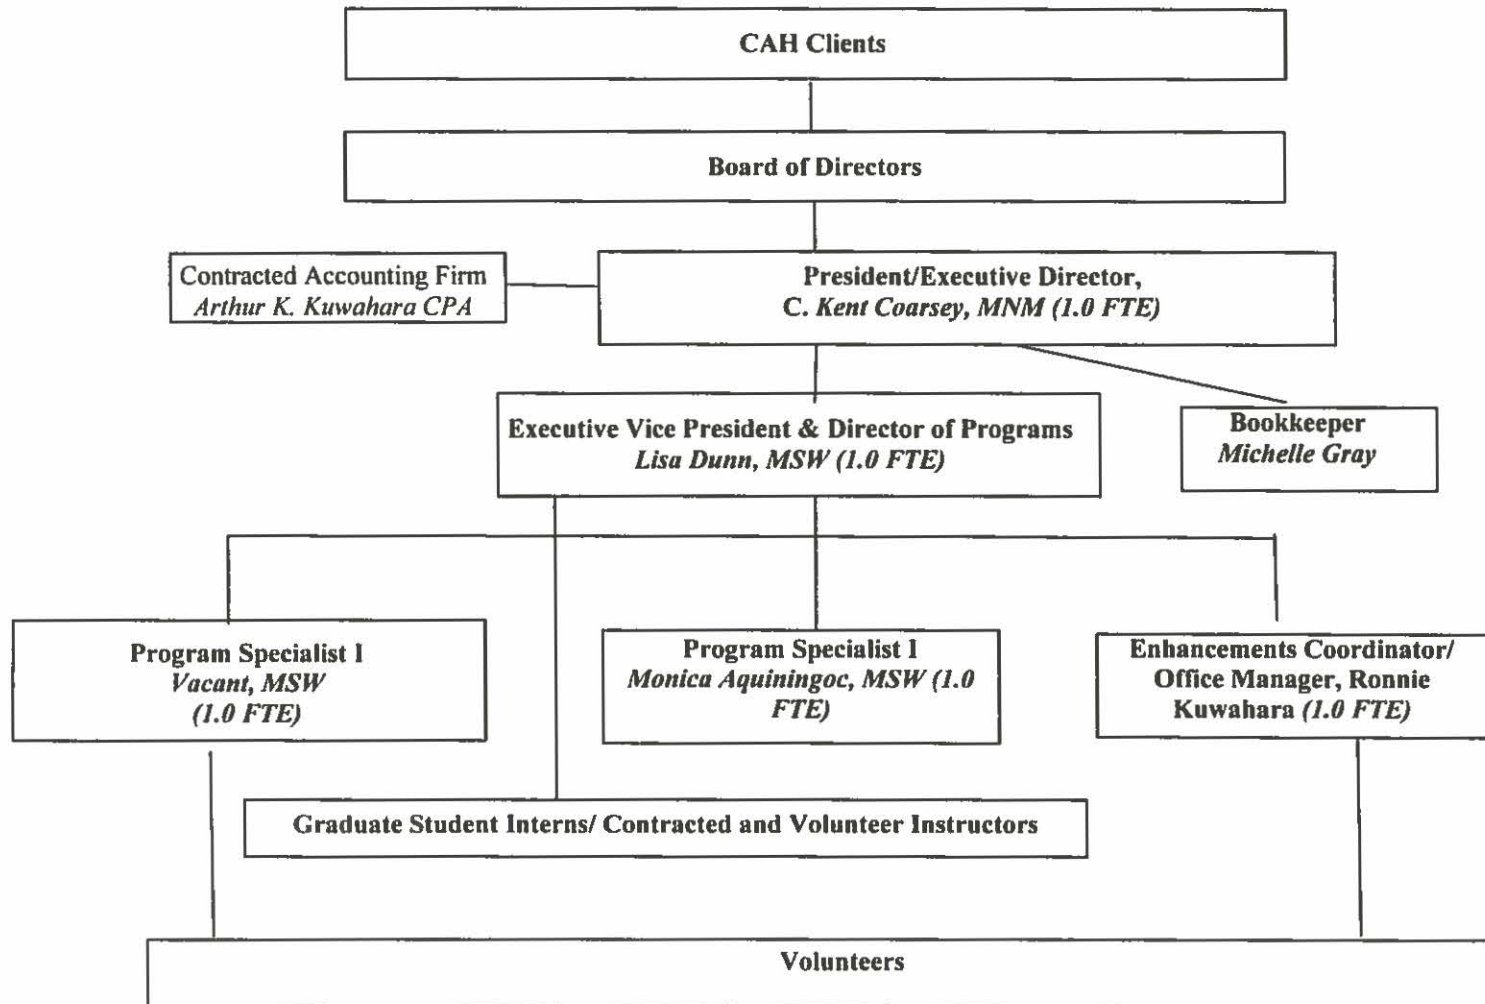 CAH Clients
Board of Directors
Contracted Accounting Firm
Arthur K. Kuwahara CPA
President/Executive Director,
C. Kent Coarsey, MNM (1.0 FTE)
Executive Vice President & Director of Programs
Lisa Dunn, MSW (1.0 FTE)
Bookkeeper
Michelle Gray
Program Specialist I
Vacant, MSW
(1.0 FTE)
Program Specialist I
Monica Aquiningoc, MSW (1.0
FTE)
Enhancements Coordinator/
Office Manager, Ronnie
Kuwahara (1.0 FTE)
Graduate Student Interns/ Contracted and Volunteer Instructors
Volunteers